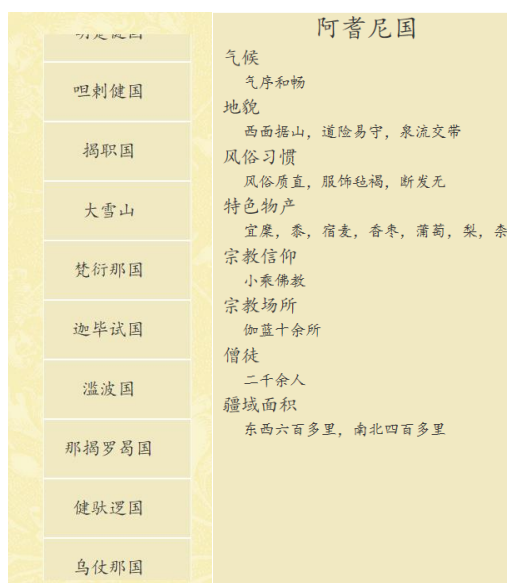 呾剌健国
揭职国
大雪山
梵衍那国
迦毕试国
滥波国
那揭罗曷国
健驮逻国
乌仗那国
阿耆尼国
气候
气序和畅
地貌
西面据山，道险易守，泉流交带
风俗习惯
风俗质直，服饰毡褐，断发无
特色物产
宜糜，黍，宿麦，香枣，蒲萄，梨，柰
宗教信仰
小乘佛教
宗教场所
伽蓝十余所
僧徒
二千余人
疆域面积
东西六百多里，南北四百多里